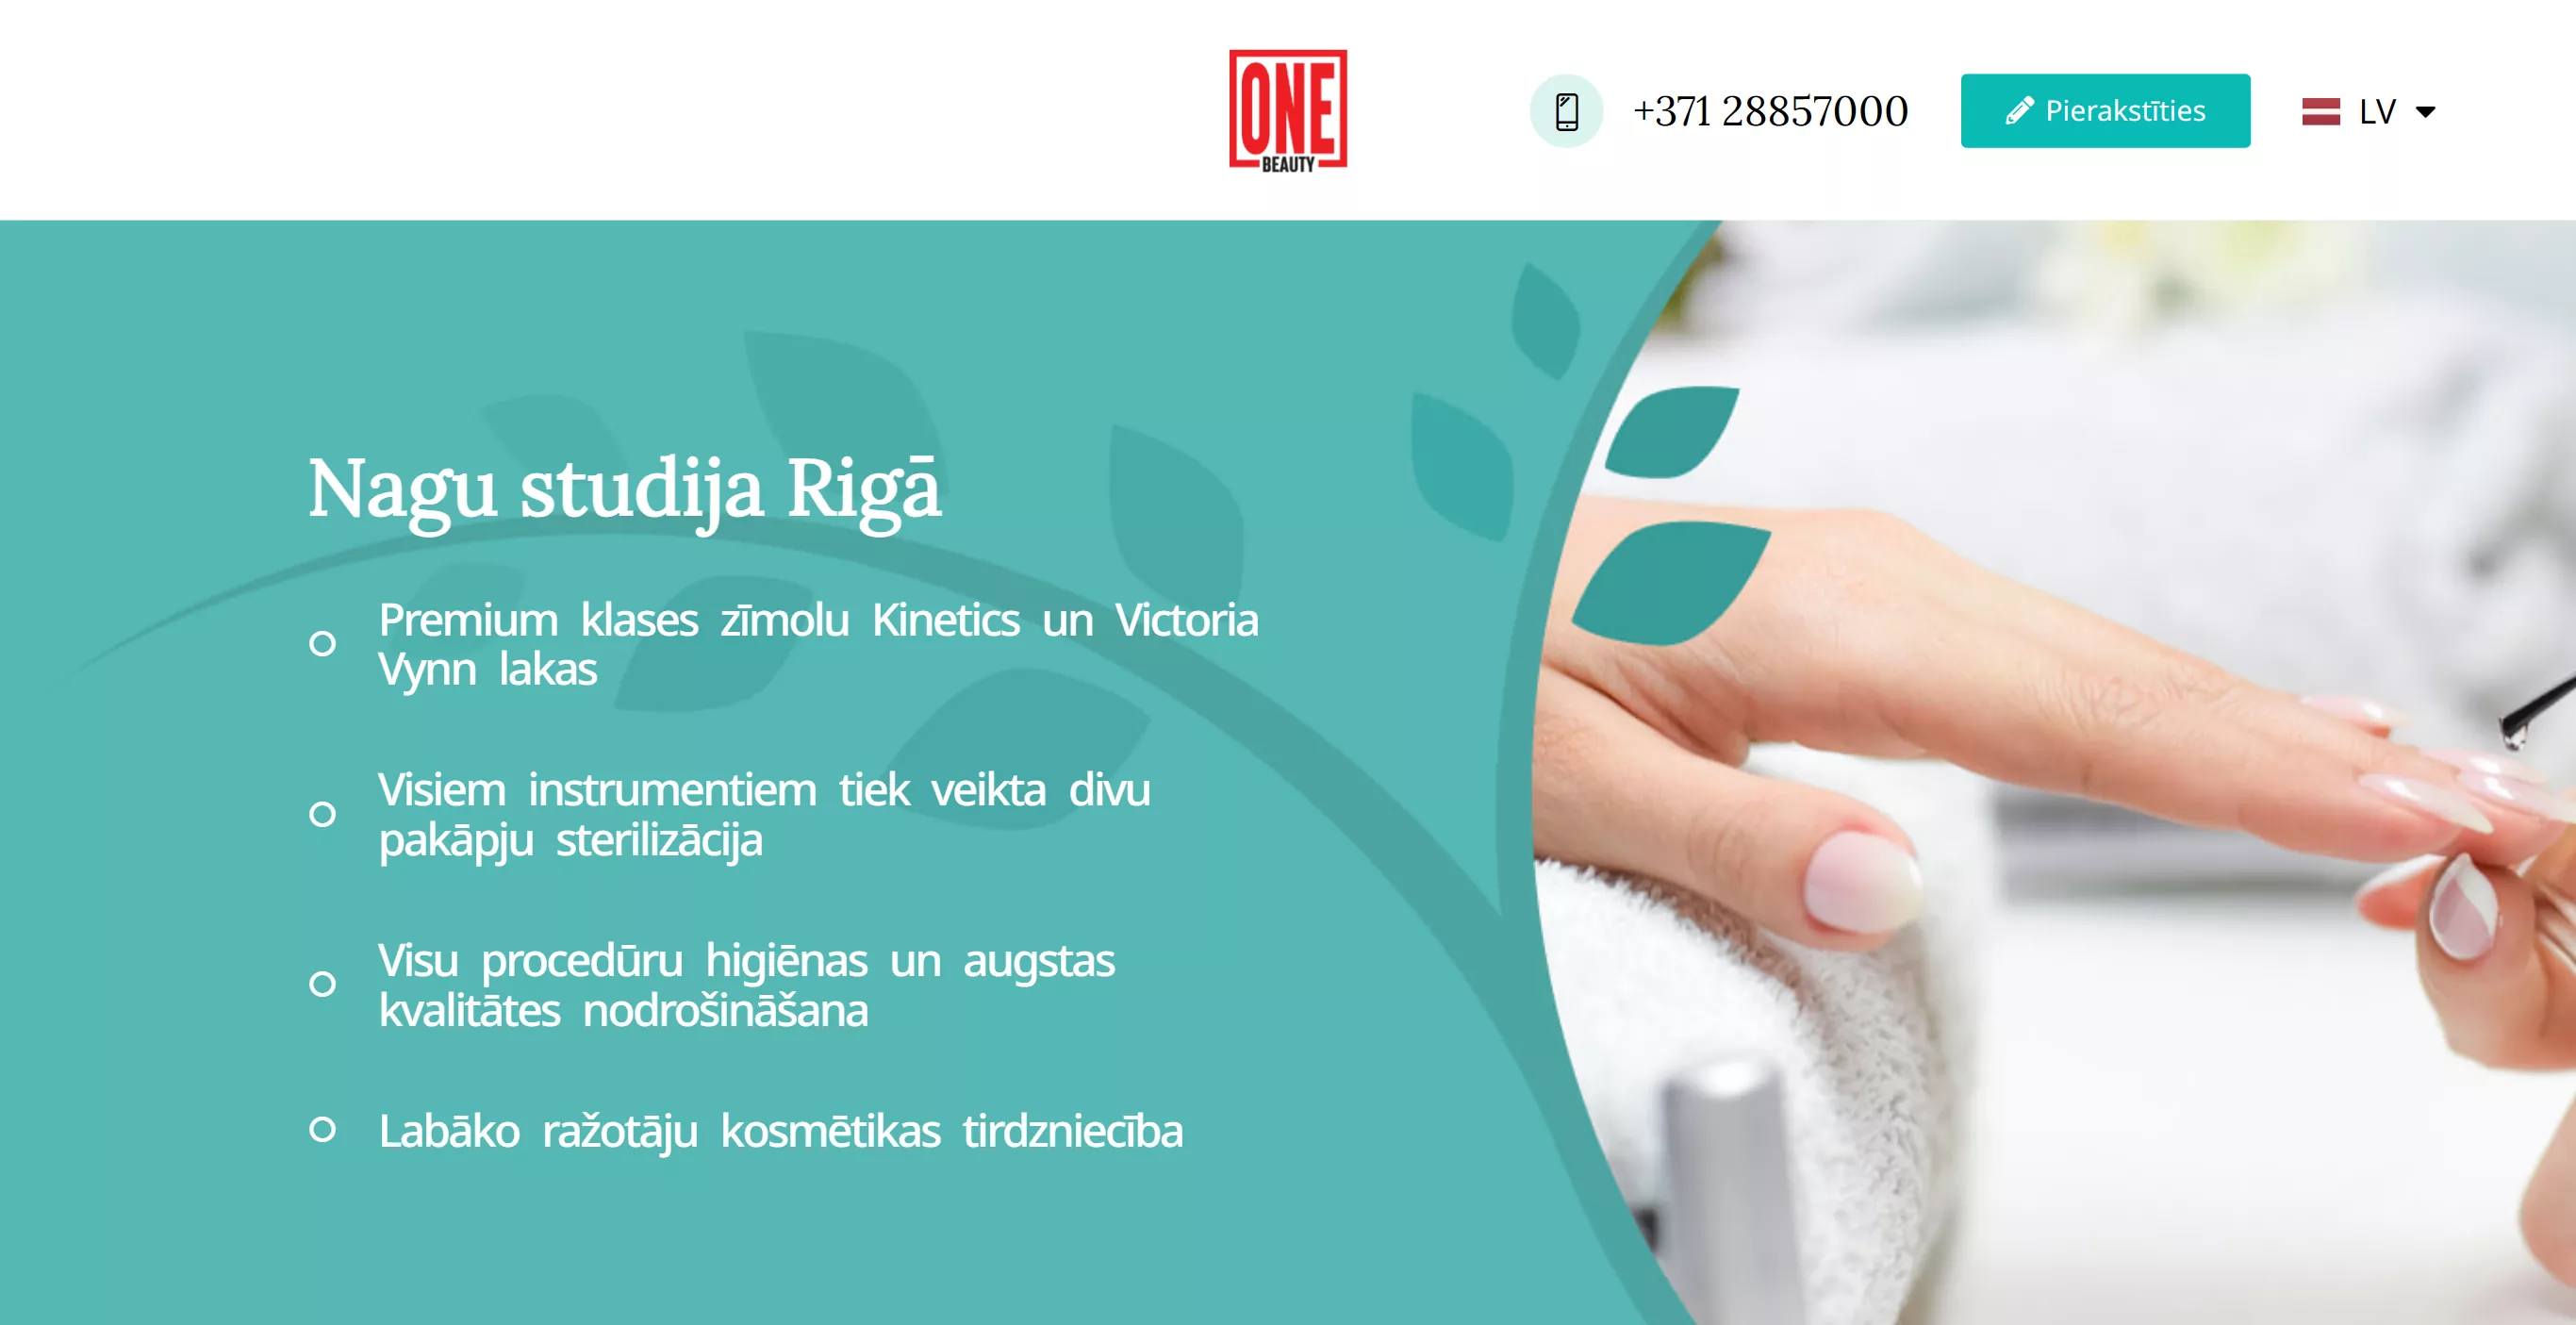 ONE
BEAUTY
+371 28857000
Pierakstīties
LV
Nagu studija Rigā
Premium klases zīmolu Kinetics un Victoria
Vynn lakas
Visiem instrumentiem tiek veikta divu
pakāpju sterilizācija
Visu procedūru higiēnas un augstas
kvalitātes nodrošināšana
Labāko ražotāju kosmētikas tirdzniecība